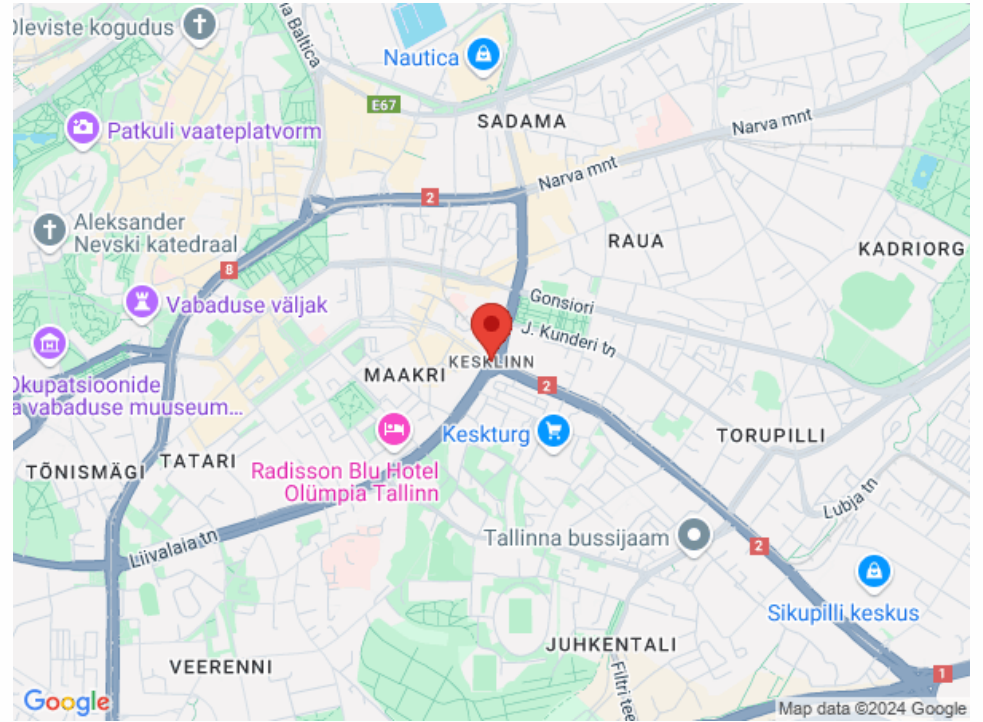 Oleviste kogudus
ia Baltica
Nautica
E67
SADAMA
Narva mnt
Patkuli vaateplatvorm
Narva mnt
2
Aleksander
Nevski katedraal
RAUA
KADRIORG
8
Vabaduse väljak
Gonsiori
J. Kunderi tn
KESKLINN
MAAKRI
2
Okupatsioonide
a vabaduse muuseum...
Keskturg
TORUPILLI
TÕNISMÄGI
TATARI
Radisson Blu Hotel
Olümpia Tallinn
Lubja tn
Liivalaia tn
Tallinna bussijaam
2
Sikupilli keskus
JUHKENTALI
VEERENNI
Filtri tee
1
Google
Map data ©2024 Google